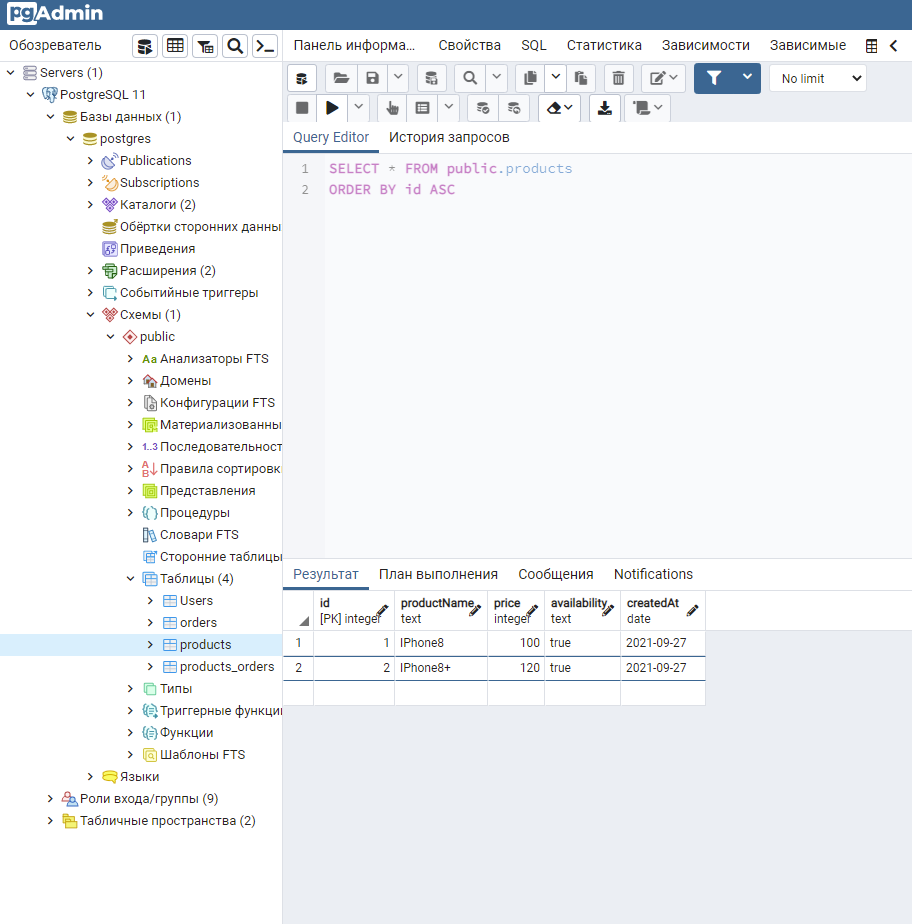 pgAdmin
Обозреватель
Servers (1)
PostgreSQL 11
Базы данных (1)
postgres
Publications
Subscriptions
Каталоги (2)
Обёртки сторонних данны
Приведения
Расширения (2)
Событийные триггеры
Схемы (1)
public
Aa Анализаторы FTS
Домены
Конфигурации FTS
Материализованны
1..3 Последовательност
Правила сортировк
Представления
Процедуры
Словари FTS
Сторонние таблицы
Таблицы (4)
Users
orders
products
products_orders
Типы
Триггерные функци
Функции
Шаблоны FTS
Языки
Роли входа/группы (9)
Табличные пространства (2)
Панель информа... Свойства SQL Статистика Зависимости Зависимые
No limit
Query Editor История запросов
1 SELECT * FROM public.products
2 ORDER BY id ASC
Результат План выполнения Сообщения Notifications
id productName price availability createdAt
[PK] integer text integer text date
1 1 IPhone8 100 true 2021-09-27
2 2 IPhone8+ 120 true 2021-09-27